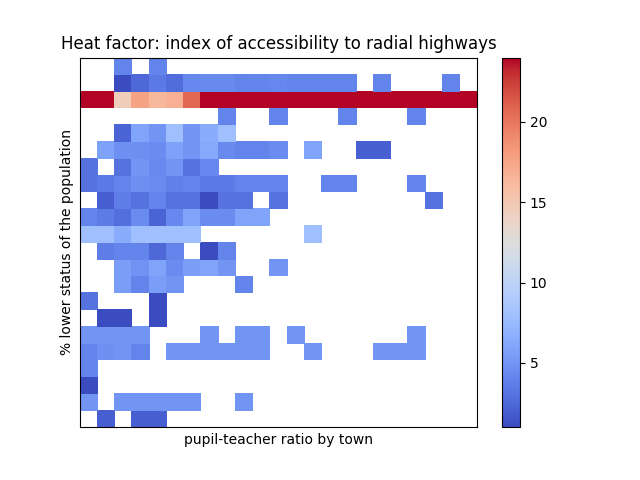 Heat factor: index of accessibility to radial highways
% lower status of the population
pupil-teacher ratio by town
20
15
10
5